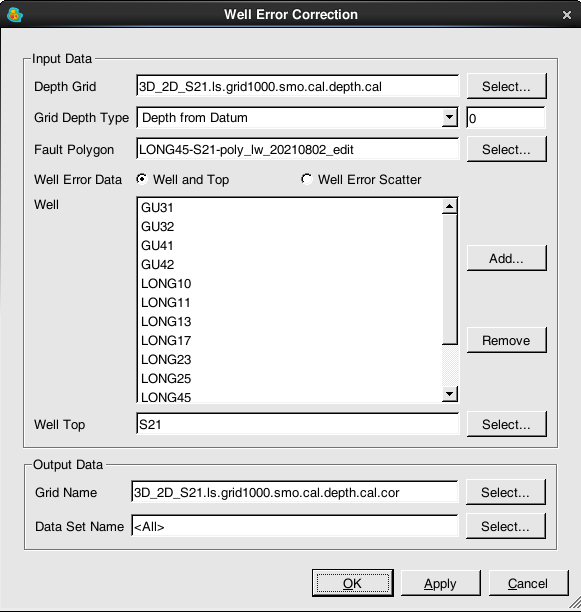 Well Error Correction
Input Data
Depth Grid 3D_2D_S21.ls.grid1000.smo.cal.depth.cal Select...
Grid Depth Type Depth from Datum 0
Fault Polygon LONG45-S21-poly_lw_20210802_edit Select...
Well Error Data Well and Top Well Error Scatter
Well GU31
GU32
GU41
GU42 Add...
LONG10
LONG11
LONG13
LONG17 Remove
LONG23
LONG25
LONG45
Well Top S21 Select...
Output Data
Grid Name 3D_2D_S21.ls.grid1000.smo.cal.depth.cal.cor Select...
Data Set Name <All> Select...
OK Apply Cancel